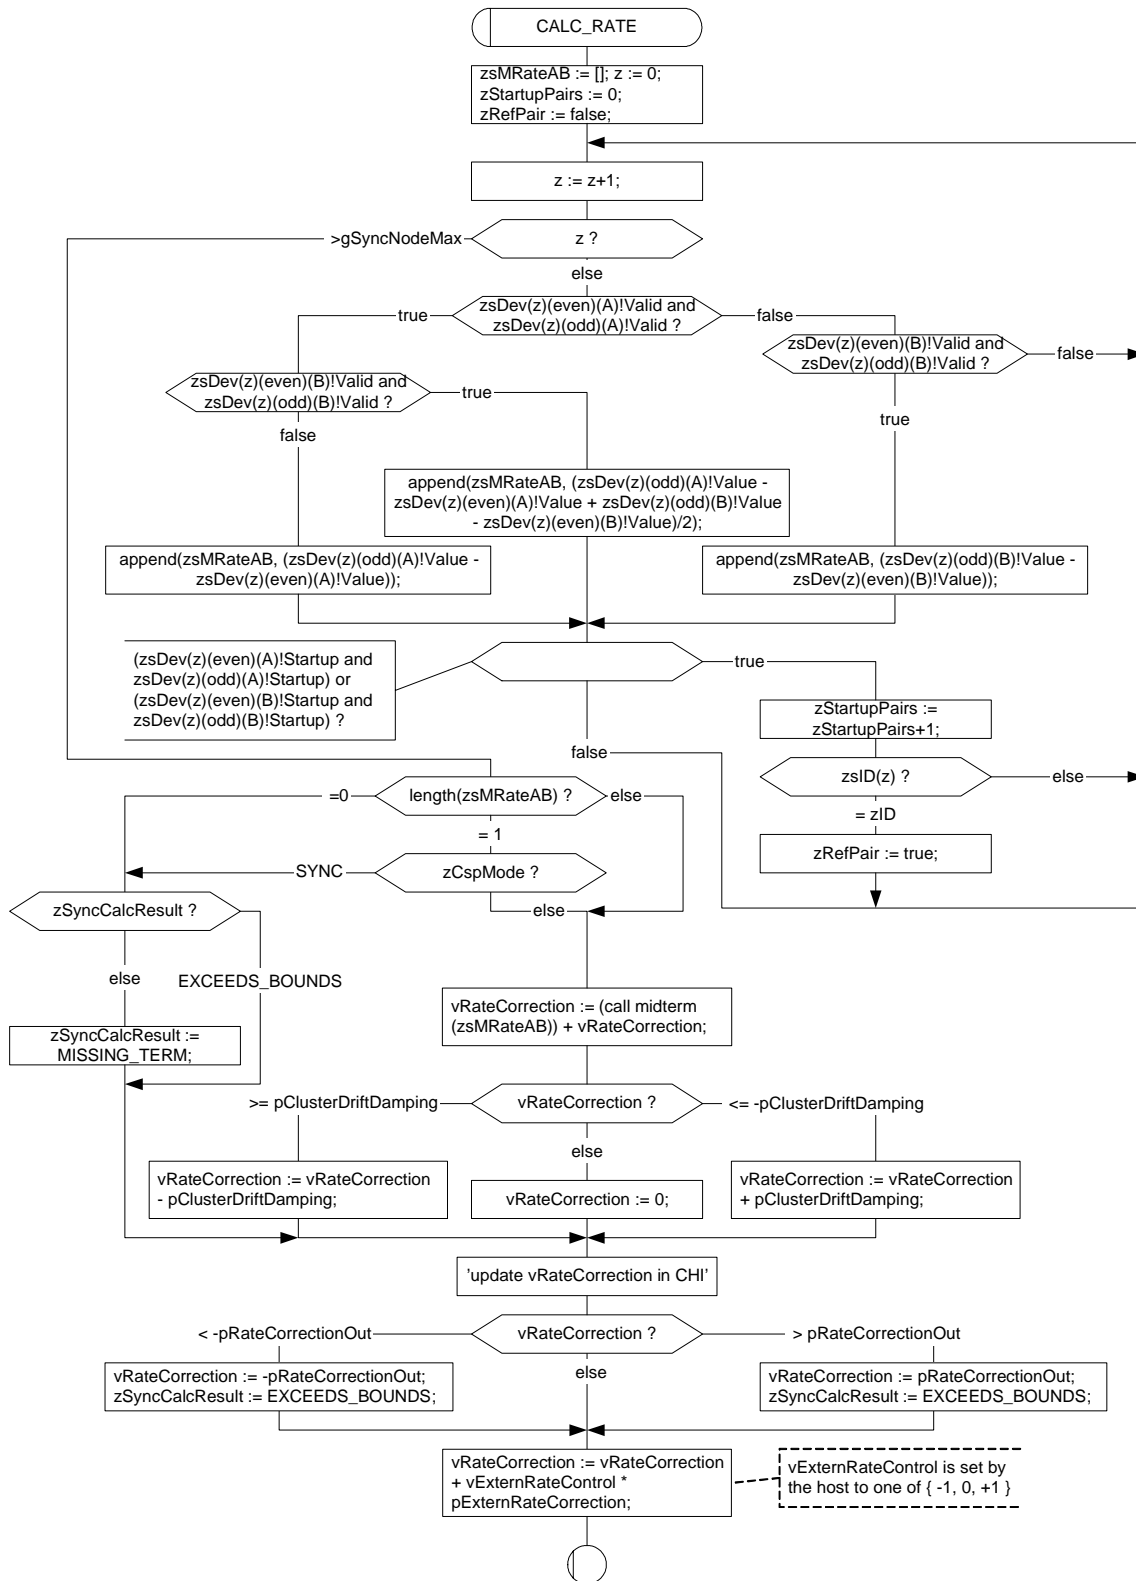 CALC_RATE
zsMRateAB := []; z := 0;
zStartupPairs := 0;
zRefPair := false;
z := z+1;
>gSyncNodeMax
z ?
else
zsDev(z)(even)(A)!Valid and
zsDev(z)(odd)(A)!Valid ?
true
false
zsDev(z)(even)(B)!Valid and
zsDev(z)(odd)(B)!Valid ?
false
zsDev(z)(even)(B)!Valid and
zsDev(z)(odd)(B)!Valid ?
true
true
false
append(zsMRateAB, (zsDev(z)(odd)(A)!Value -
zsDev(z)(even)(A)!Value + zsDev(z)(odd)(B)!Value
- zsDev(z)(even)(B)!Value)/2);
append(zsMRateAB, (zsDev(z)(odd)(A)!Value -
zsDev(z)(even)(A)!Value));
append(zsMRateAB, (zsDev(z)(odd)(B)!Value -
zsDev(z)(even)(B)!Value));
(zsDev(z)(even)(A)!Startup and
zsDev(z)(odd)(A)!Startup) or
(zsDev(z)(even)(B)!Startup and
zsDev(z)(odd)(B)!Startup) ?
true
zStartupPairs :=
zStartupPairs+1;
false
zsID(z) ?
else
= zID
zRefPair := true;
=0
length(zsMRateAB) ?
else
= 1
SYNC
zCspMode ?
else
zSyncCalcResult ?
else
EXCEEDS_BOUNDS
zSyncCalcResult :=
MISSING_TERM;
vRateCorrection := (call midterm
(zsMRateAB)) + vRateCorrection;
>= pClusterDriftDamping
vRateCorrection ?
<= -pClusterDriftDamping
else
vRateCorrection := vRateCorrection
- pClusterDriftDamping;
vRateCorrection := 0;
vRateCorrection := vRateCorrection
+ pClusterDriftDamping;
'update vRateCorrection in CHI'
< -pRateCorrectionOut
vRateCorrection ?
> pRateCorrectionOut
vRateCorrection := -pRateCorrectionOut;
zSyncCalcResult := EXCEEDS_BOUNDS;
else
vRateCorrection := pRateCorrectionOut;
zSyncCalcResult := EXCEEDS_BOUNDS;
vRateCorrection := vRateCorrection
+ vExternRateControl *
pExternRateCorrection;
vExternRateControl is set by
the host to one of { -1, 0, +1 }